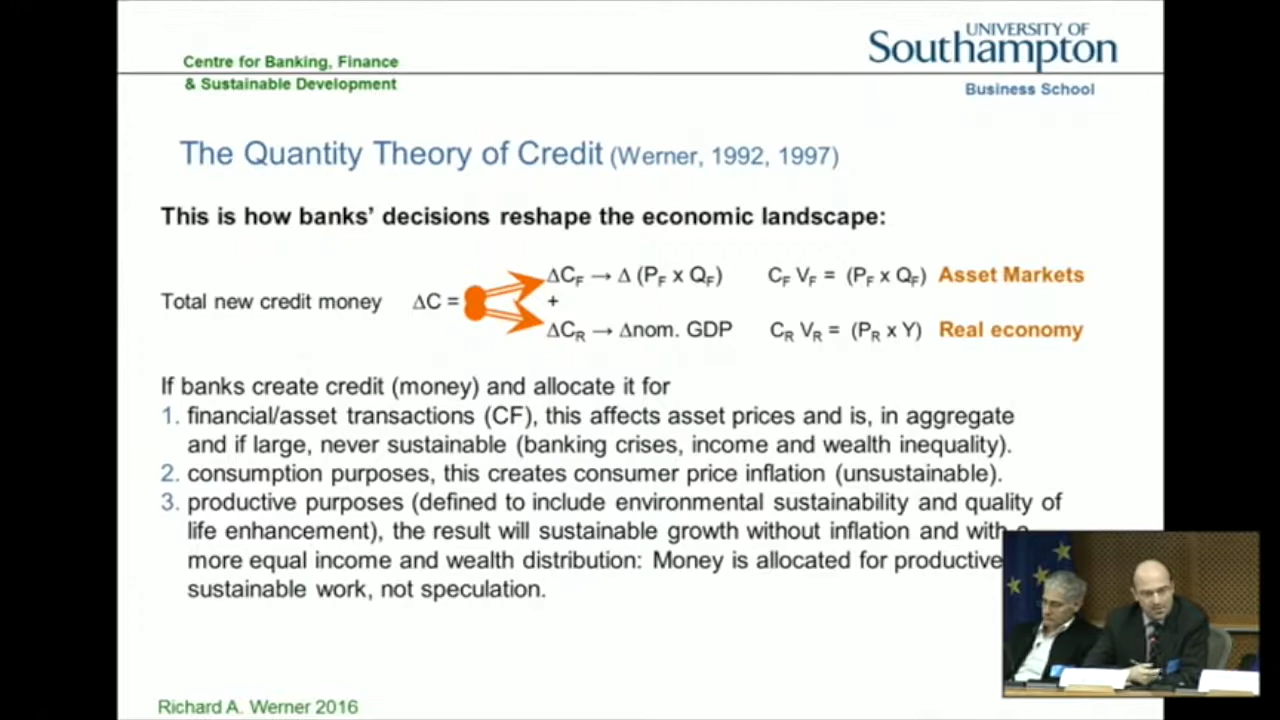 Centre for Banking, Finance
& Sustainable Development
UNIVERSITY OF
Southampton
Business School
The Quantity Theory of Credit (Werner, 1992, 1997)
This is how banks’ decisions reshape the economic landscape:
ΔC_F → Δ (P_F x Q_F) C_F V_F = (P_F x Q_F) Asset Markets
Total new credit money ΔC = +
ΔC_R → Δnom. GDP C_R V_R = (P_R x Y) Real economy
If banks create credit (money) and allocate it for
1. financial/asset transactions (CF), this affects asset prices and is, in aggregate
and if large, never sustainable (banking crises, income and wealth inequality).
2. consumption purposes, this creates consumer price inflation (unsustainable).
3. productive purposes (defined to include environmental sustainability and quality of
life enhancement), the result will sustainable growth without inflation and with a
more equal income and wealth distribution: Money is allocated for productive
sustainable work, not speculation.
Richard A. Werner 2016